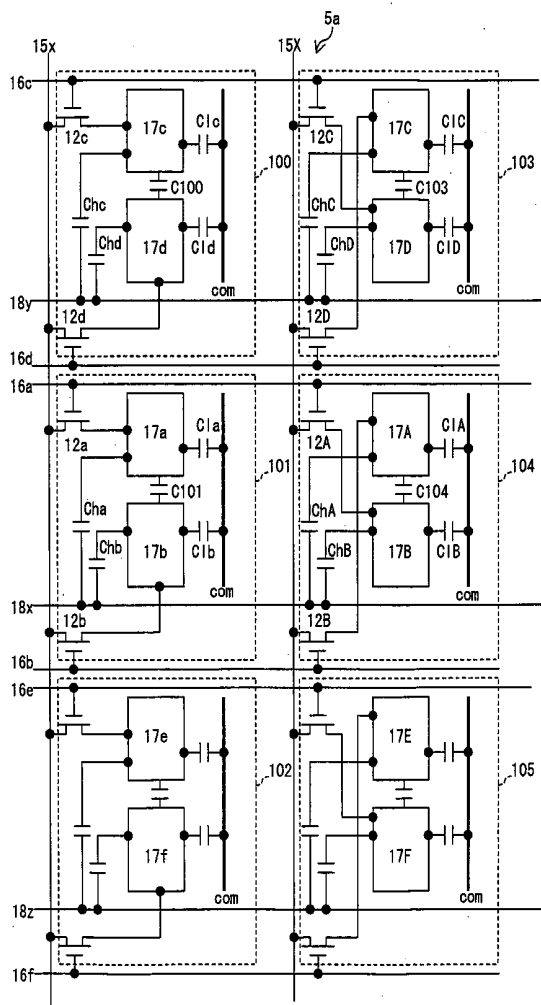 5a
15x 15X
16c
17c Clc 17C ClC
12c 12C
100 103
C100 C103
Chc ChC
Chd Cld ChD ClD
17d 17D
com com
18y
12d 12D
16d
16a
17a Cla 17A ClA
12a 12A
101 104
C101 C104
Cha ChA
Chb ChB
17b Clb 17B ClB
18x com com
12b 12B
16b
16e
17e 17E
102 105
17f 17F
com com
18z
16f